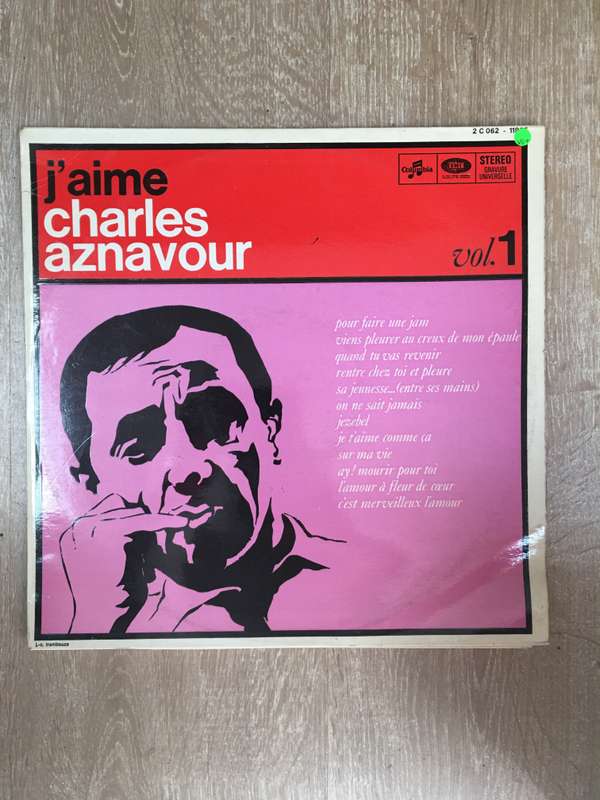 2 C 062 -
j'aime
charles
aznavour
Columbia
EMI
STEREO
GRAVURE
UNIVERSELLE
vol.1
pour faire une jam
viens pleurer au creux de mon épaule
quand tu vas revenir
rentre chez toi et pleure
sa jeunesse...(entre ses mains)
on ne sait jamais
jezebel
je t'aime comme ça
sur ma vie
ay! mourir pour toi
l'amour à fleur de cœur
c'est merveilleux l'amour